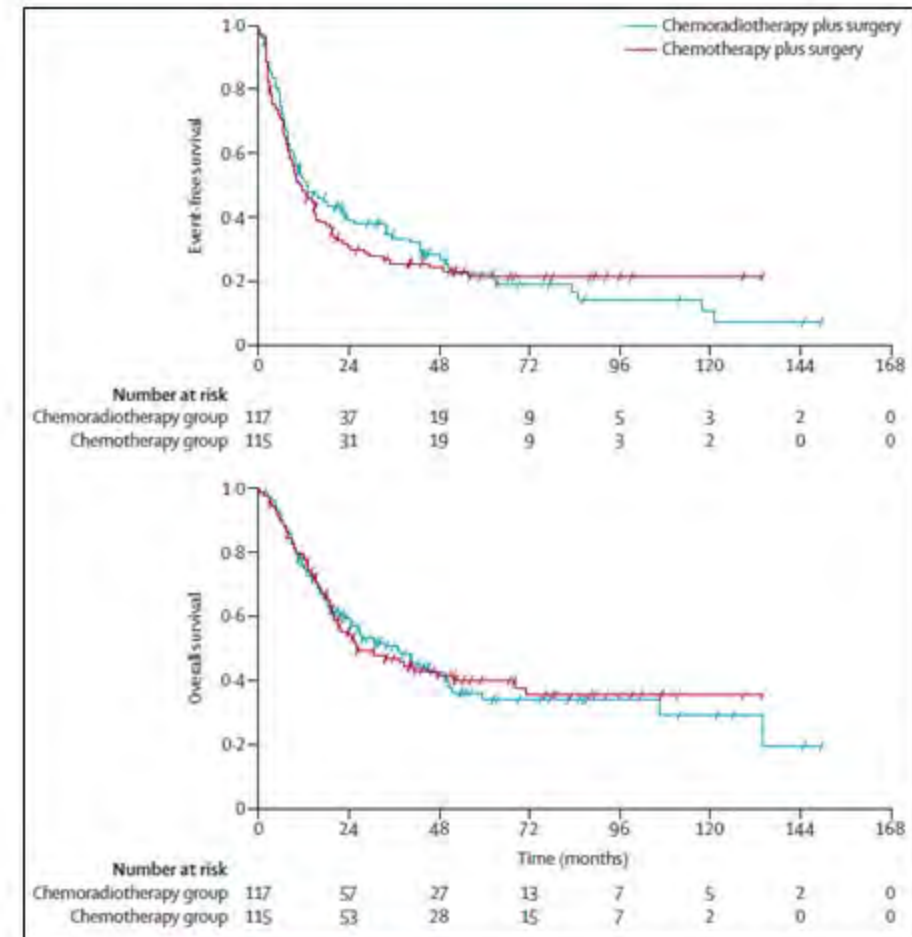 Chemoradiotherapy plus surgery
Chemotherapy plus surgery
Event-free survival
1·0
0·8
0·6
0·4
0·2
0
0 24 48 72 96 120 144 168
Number at risk
Chemoradiotherapy group 117 37 19 9 5 3 2 0
Chemotherapy group 115 31 19 9 3 2 0 0
Overall survival
1·0
0·8
0·6
0·4
0·2
0
0 24 48 72 96 120 144 168
Time (months)
Number at risk
Chemoradiotherapy group 117 57 27 13 7 5 2 0
Chemotherapy group 115 53 28 15 7 2 0 0